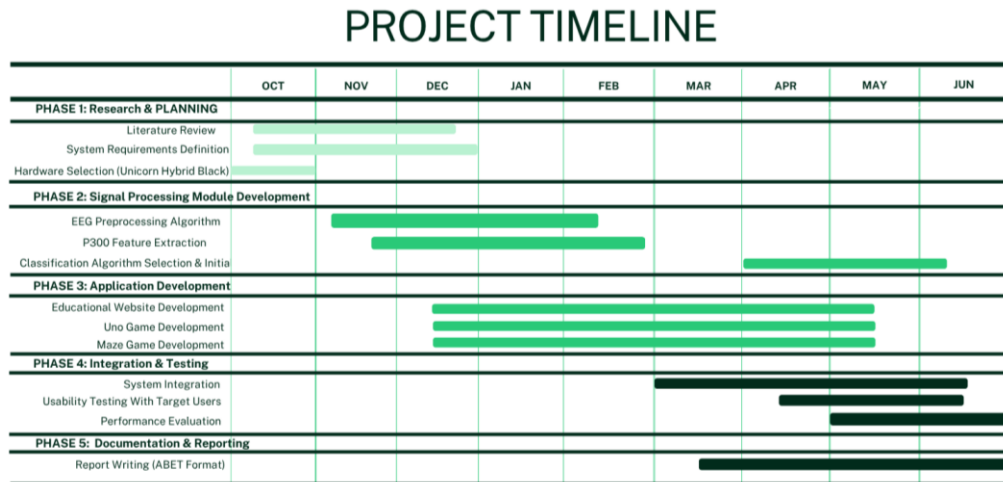 PROJECT TIMELINE
OCT NOV DEC JAN FEB MAR APR MAY JUN
PHASE 1: Research & PLANNING
Literature Review
System Requirements Definition
Hardware Selection (Unicorn Hybrid Black)
PHASE 2: Signal Processing Module Development
EEG Preprocessing Algorithm
P300 Feature Extraction
Classification Algorithm Selection & Initia
PHASE 3: Application Development
Educational Website Development
Uno Game Development
Maze Game Development
PHASE 4: Integration & Testing
System Integration
Usability Testing With Target Users
Performance Evaluation
PHASE 5: Documentation & Reporting
Report Writing (ABET Format)